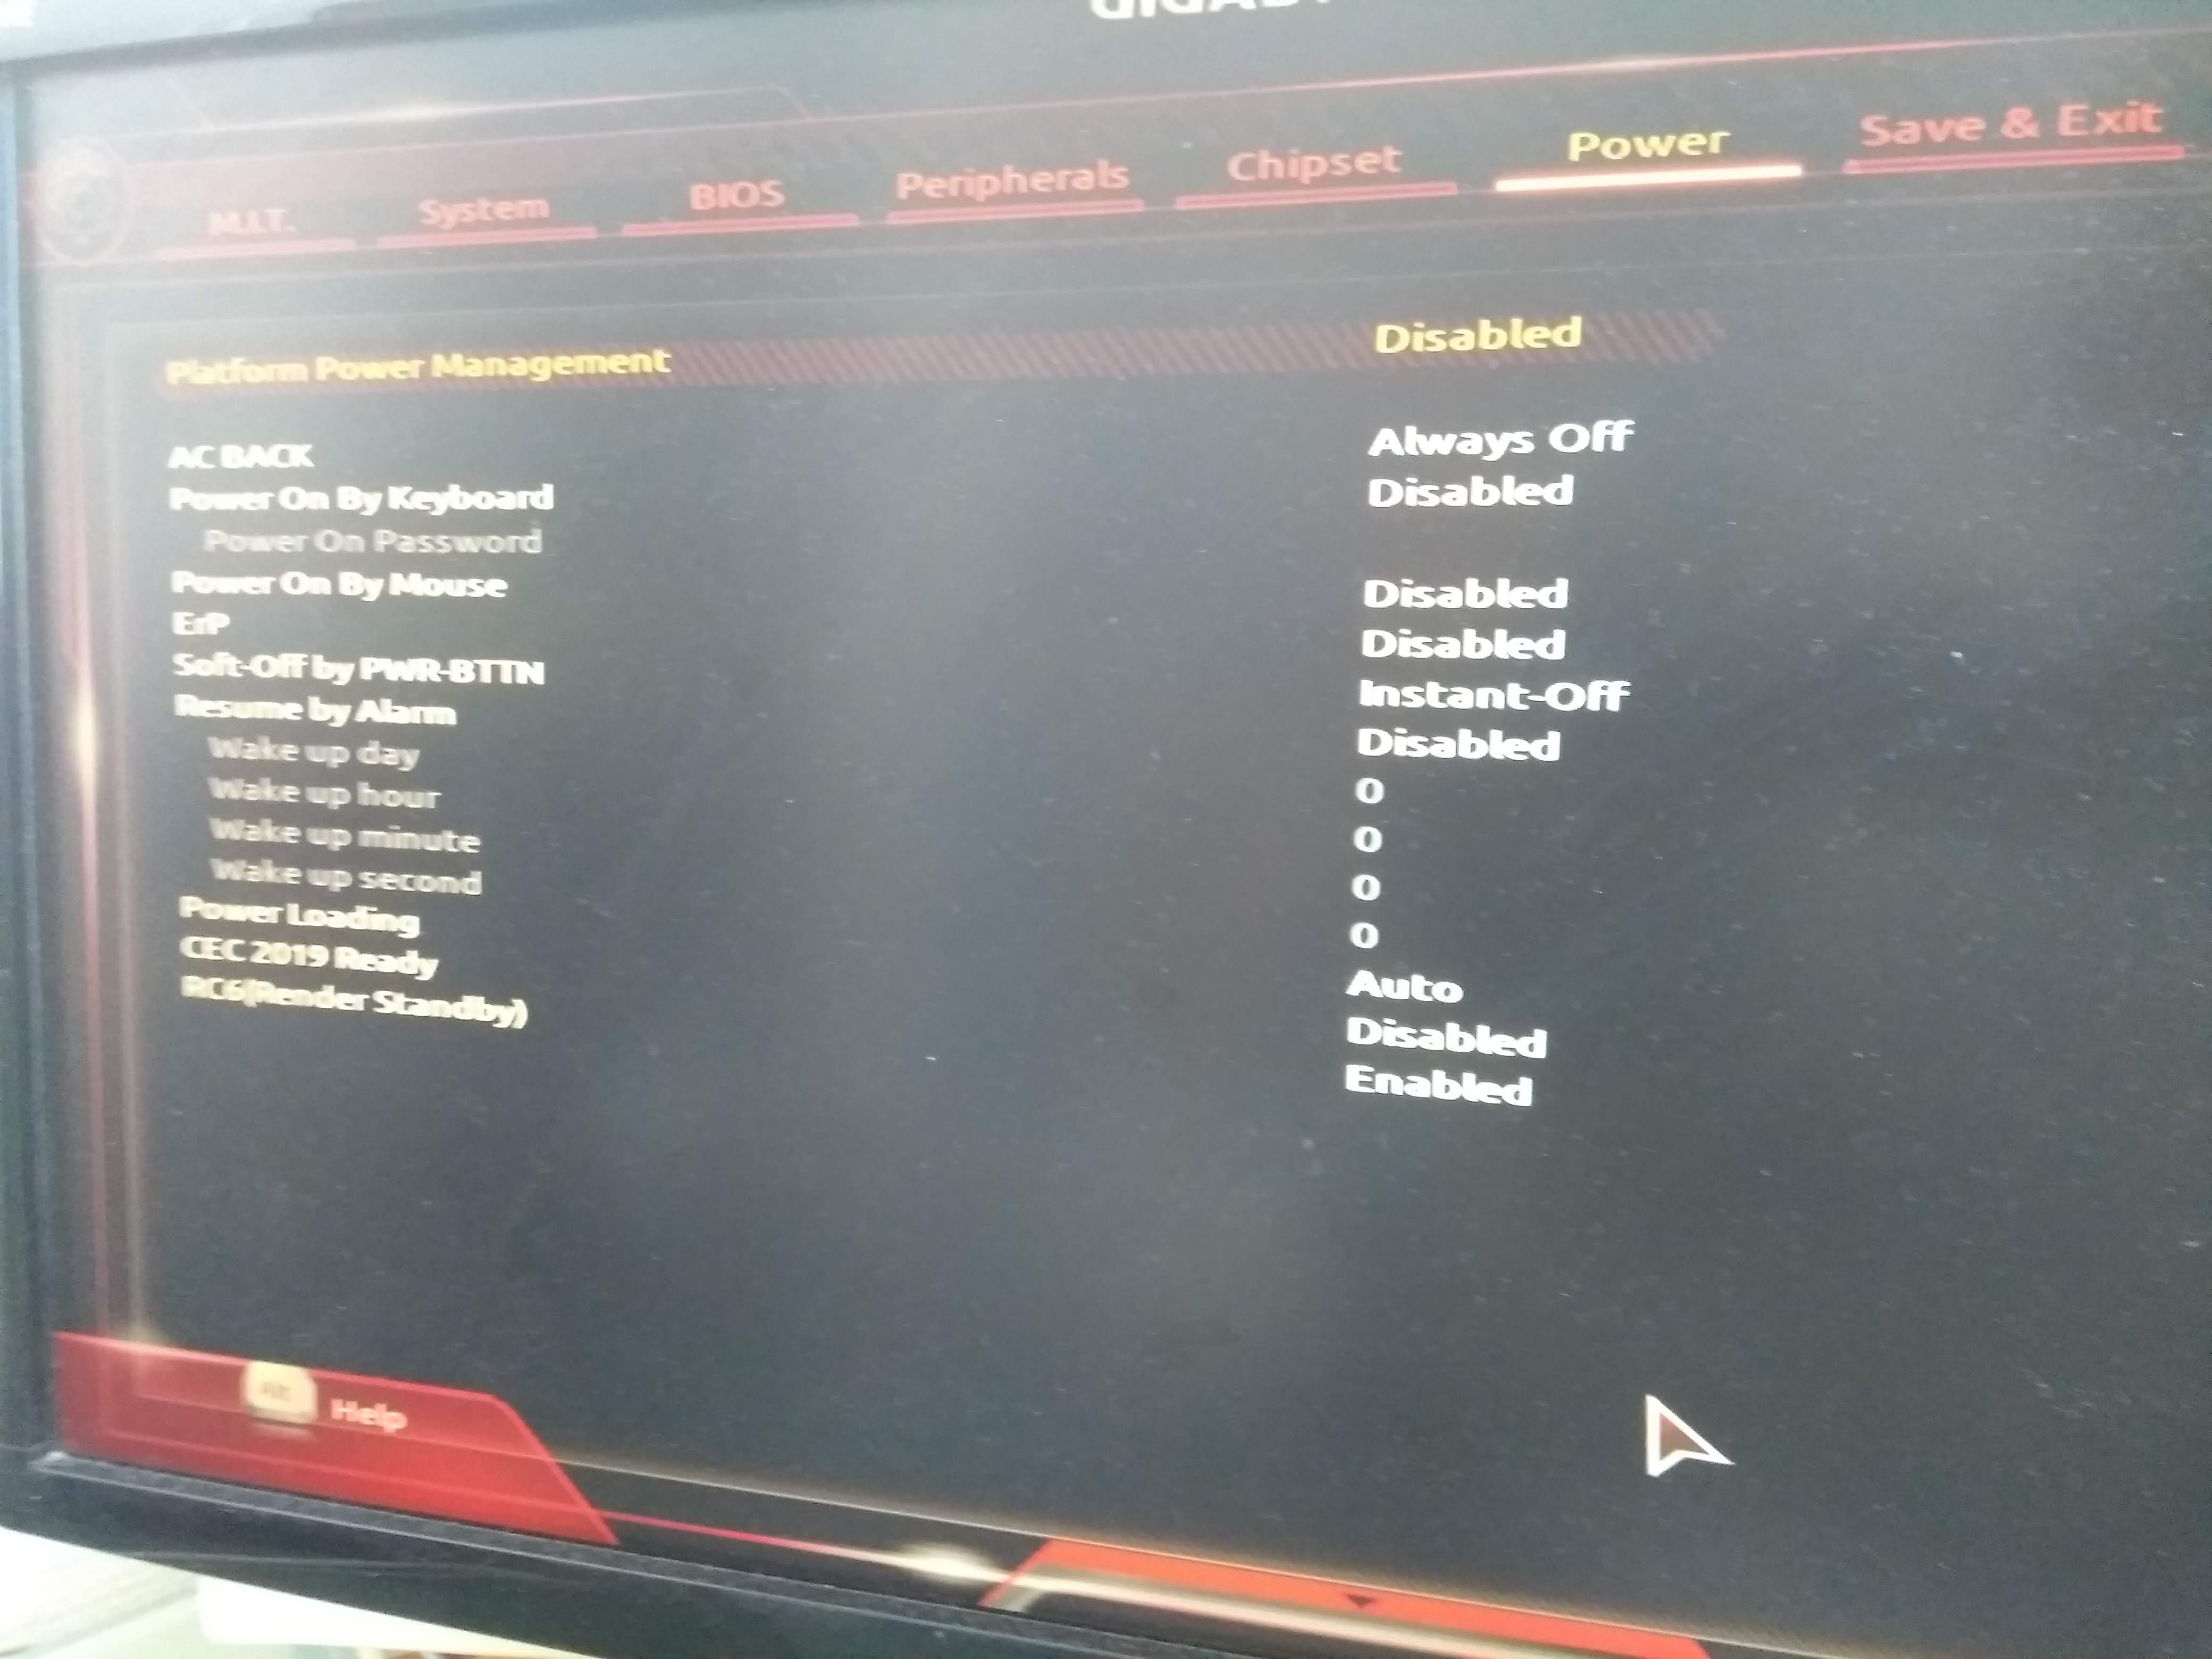 M.I.T. System BIOS Peripherals Chipset Power Save & Exit
Platform Power Management Disabled
AC BACK Always Off
Power On By Keyboard Disabled
Power On Password
Power On By Mouse Disabled
ErP Disabled
Soft-Off by PWR-BTTN Instant-Off
Resume by Alarm Disabled
Wake up day 0
Wake up hour 0
Wake up minute 0
Wake up second 0
Power Loading Auto
CEC 2019 Ready Disabled
RC6(Render Standby) Enabled
Alt Help